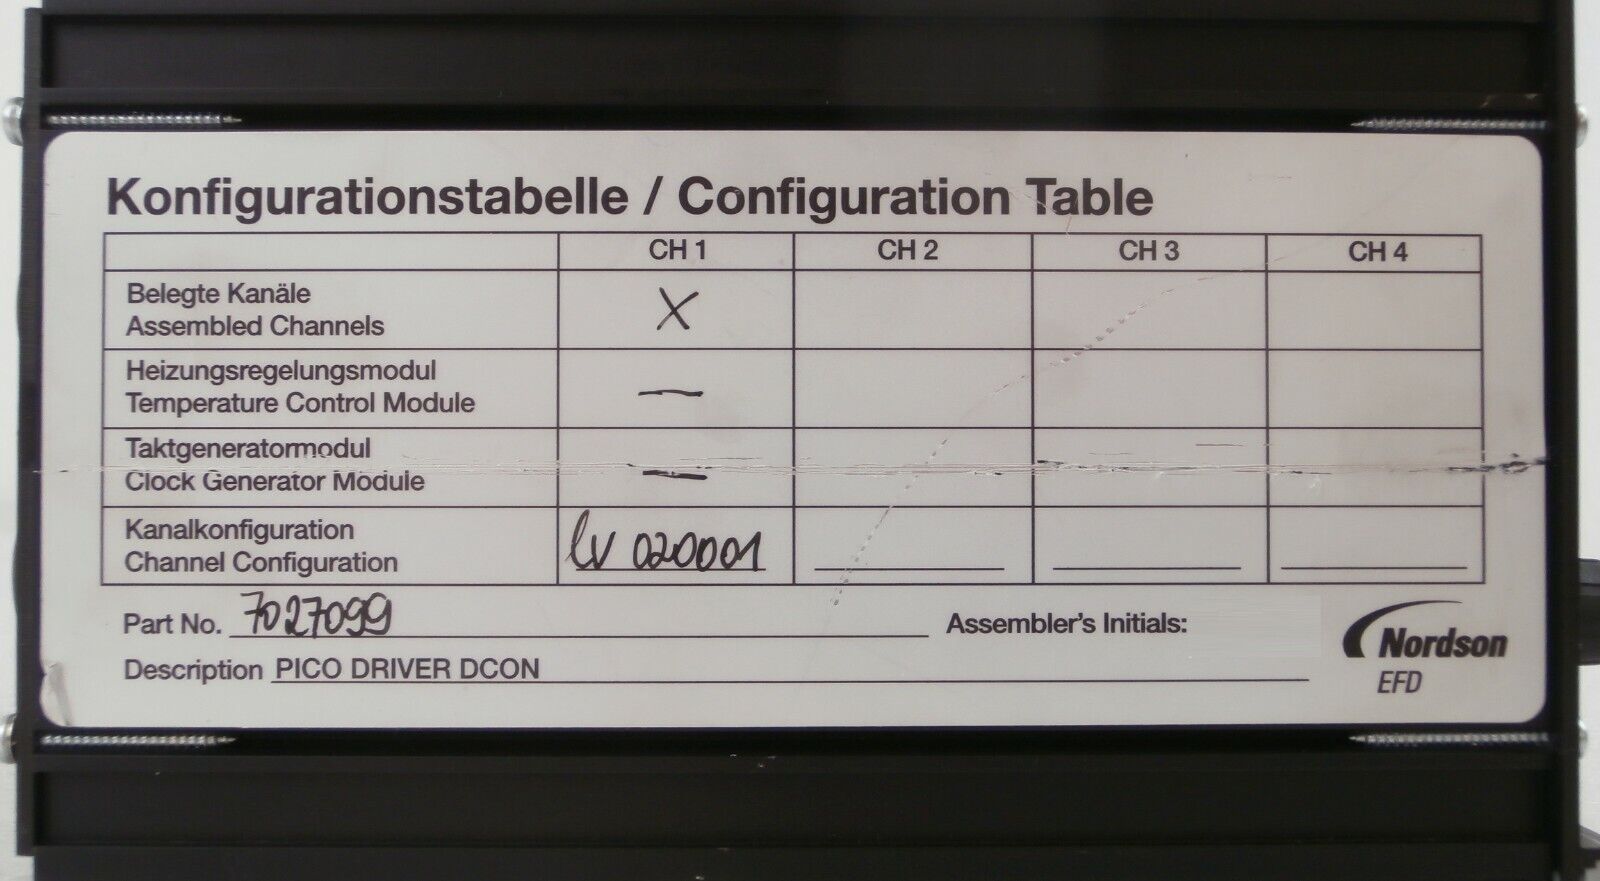 Konfigurationstabelle / Configuration Table
CH 1 CH 2 CH 3 CH 4
Belegte Kanäle
Assembled Channels X
Heizungsregelungsmodul
Temperature Control Module —
Taktgeneratormodul
Clock Generator Module —
Kanalkonfiguration
Channel Configuration LV 020001
Part No. 7027099 Assembler's Initials:
Description PICO DRIVER DCON
Nordson
EFD